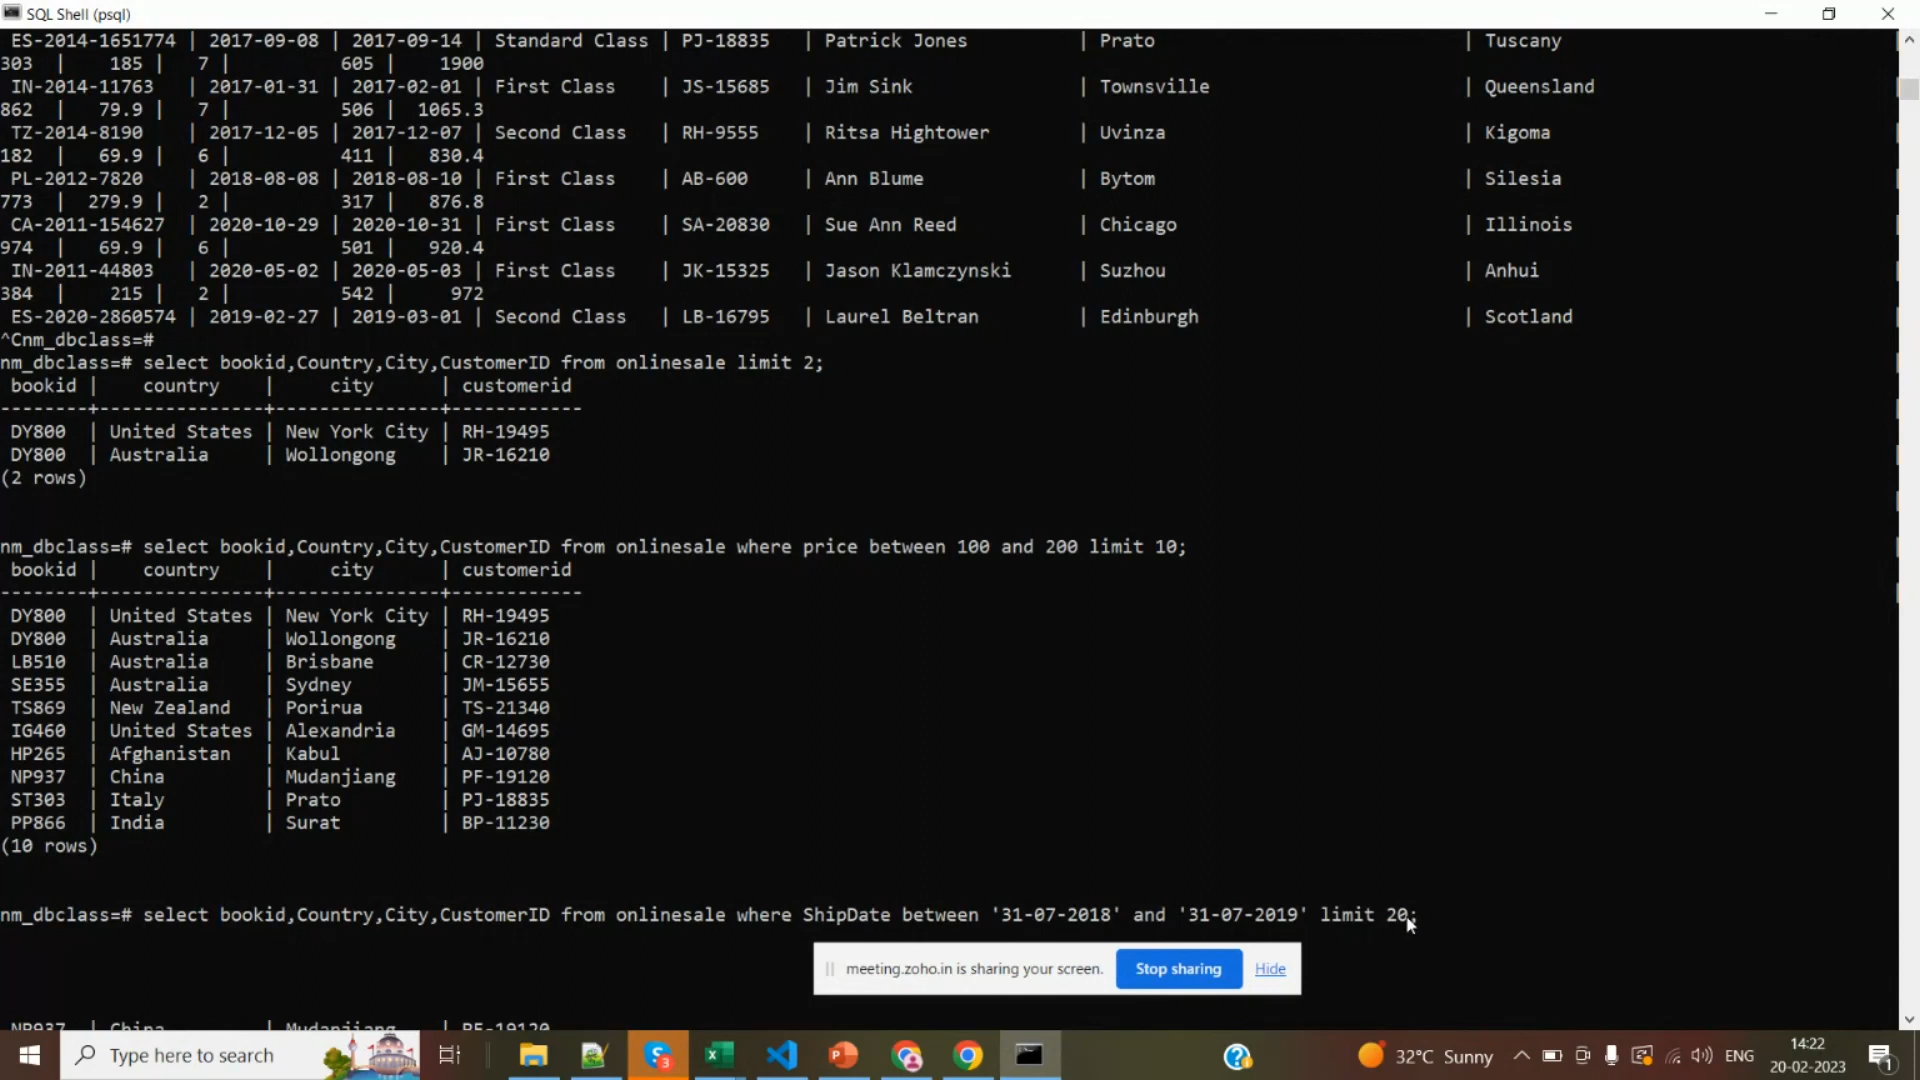 SQL Shell (psql)
ES-2014-1651774 | 2017-09-08 | 2017-09-14 | Standard Class | PJ-18835 | Patrick Jones | Prato | Tuscany |
303 | 185 | 7 | 605 | 1900
IN-2014-11763 | 2017-01-31 | 2017-02-01 | First Class | JS-15685 | Jim Sink | Townsville | Queensland |
862 | 79.9 | 7 | 506 | 1065.3
TZ-2014-8190 | 2017-12-05 | 2017-12-07 | Second Class | RH-9555 | Ritsa Hightower | Uvinza | Kigoma |
182 | 69.9 | 6 | 411 | 830.4
PL-2012-7820 | 2018-08-08 | 2018-08-10 | First Class | AB-600 | Ann Blume | Bytom | Silesia |
773 | 279.9 | 2 | 317 | 876.8
CA-2011-154627 | 2020-10-29 | 2020-10-31 | First Class | SA-20830 | Sue Ann Reed | Chicago | Illinois |
974 | 69.9 | 6 | 501 | 920.4
IN-2011-44803 | 2020-05-02 | 2020-05-03 | First Class | JK-15325 | Jason Klamczynski | Suzhou | Anhui |
384 | 215 | 2 | 542 | 972
ES-2020-2860574 | 2019-02-27 | 2019-03-01 | Second Class | LB-16795 | Laurel Beltran | Edinburgh | Scotland |
^Cnm_dbclass=#
nm_dbclass=# select bookid,Country,City,CustomerID from onlinesale limit 2;
bookid | country | city | customerid
--------+---------------+---------------+------------
DY800 | United States | New York City | RH-19495
DY800 | Australia | Wollongong | JR-16210
(2 rows)
nm_dbclass=# select bookid,Country,City,CustomerID from onlinesale where price between 100 and 200 limit 10;
bookid | country | city | customerid
--------+---------------+---------------+------------
DY800 | United States | New York City | RH-19495
DY800 | Australia | Wollongong | JR-16210
LB510 | Australia | Brisbane | CR-12730
SE355 | Australia | Sydney | JM-15655
TS869 | New Zealand | Porirua | TS-21340
IG460 | United States | Alexandria | GM-14695
HP265 | Afghanistan | Kabul | AJ-10780
NP937 | China | Mudanjiang | PF-19120
ST303 | Italy | Prato | PJ-18835
PP866 | India | Surat | BP-11230
(10 rows)
nm_dbclass=# select bookid,Country,City,CustomerID from onlinesale where ShipDate between '31-07-2018' and '31-07-2019' limit 20;
meeting.zoho.in is sharing your screen. Stop sharing Hide
NP937 | China | Mudanjiang | PF-19120
Type here to search 3 32°C Sunny ENG 14:22 1
20-02-2023